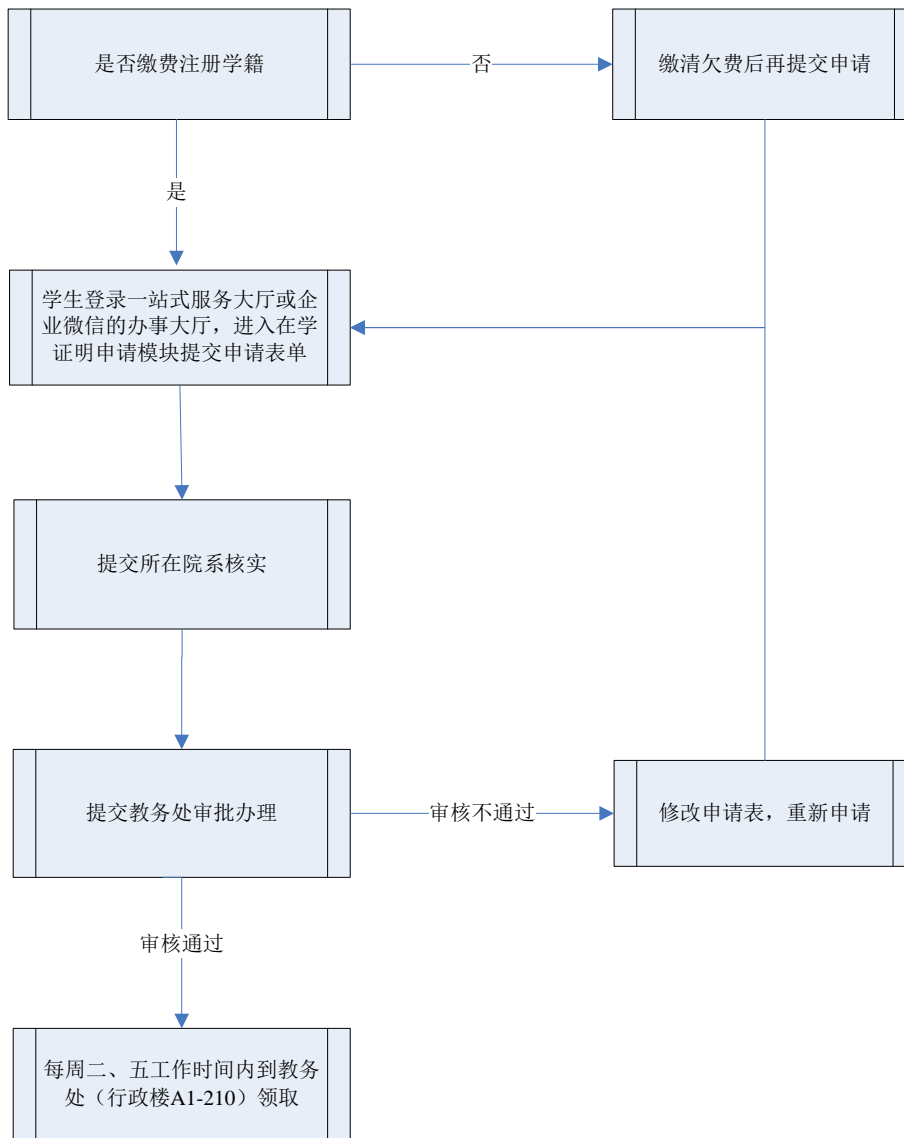 是否缴费注册学籍
否
缴清欠费后再提交申请
是
学生登录一站式服务大厅或企
业微信的办事大厅，进入在学
证明申请模块提交申请表单
提交所在院系核实
提交教务处审批办理
审核不通过
修改申请表，重新申请
审核通过
每周二、五工作时间内到教务
处（行政楼A1-210）领取